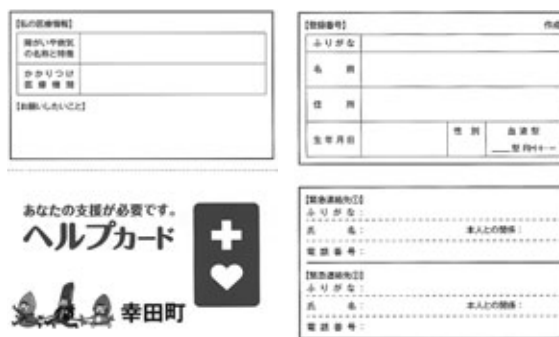 【私の医療情報】
障がいや病気
の名称と特徴
かかりつけ
医療機関
【お願いしたいこと】
あなたの支援が必要です。
ヘルプカード
幸田町
【登録番号】
作成
ふりがな
名 前
住 所
生年月日
性 別
血液型
型 RH+・－
【緊急連絡先①】
ふりがな：
氏 名：
本人との関係：
電話番号：
【緊急連絡先②】
ふりがな：
氏 名：
本人との関係：
電話番号：